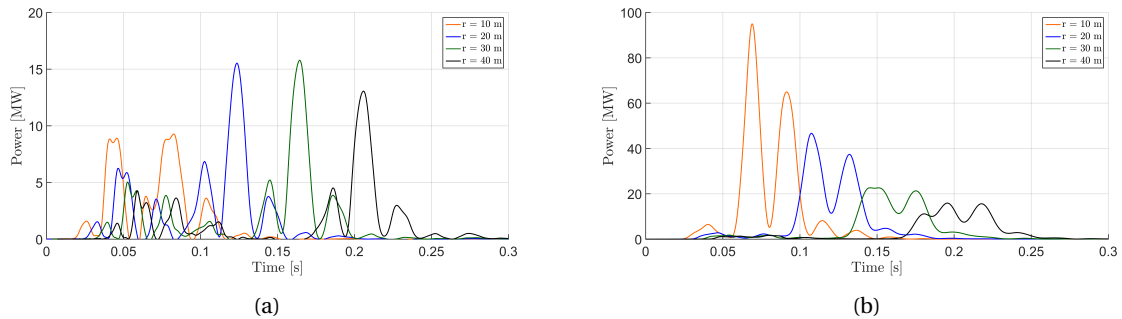 20
15
10
5
0
Power [MW]
0
0.05
0.1
0.15
0.2
0.25
0.3
Time [s]
r = 10 m
r = 20 m
r = 30 m
r = 40 m
(a)
100
80
60
40
20
0
Power [MW]
0
0.05
0.1
0.15
0.2
0.25
0.3
Time [s]
r = 10 m
r = 20 m
r = 30 m
r = 40 m
(b)